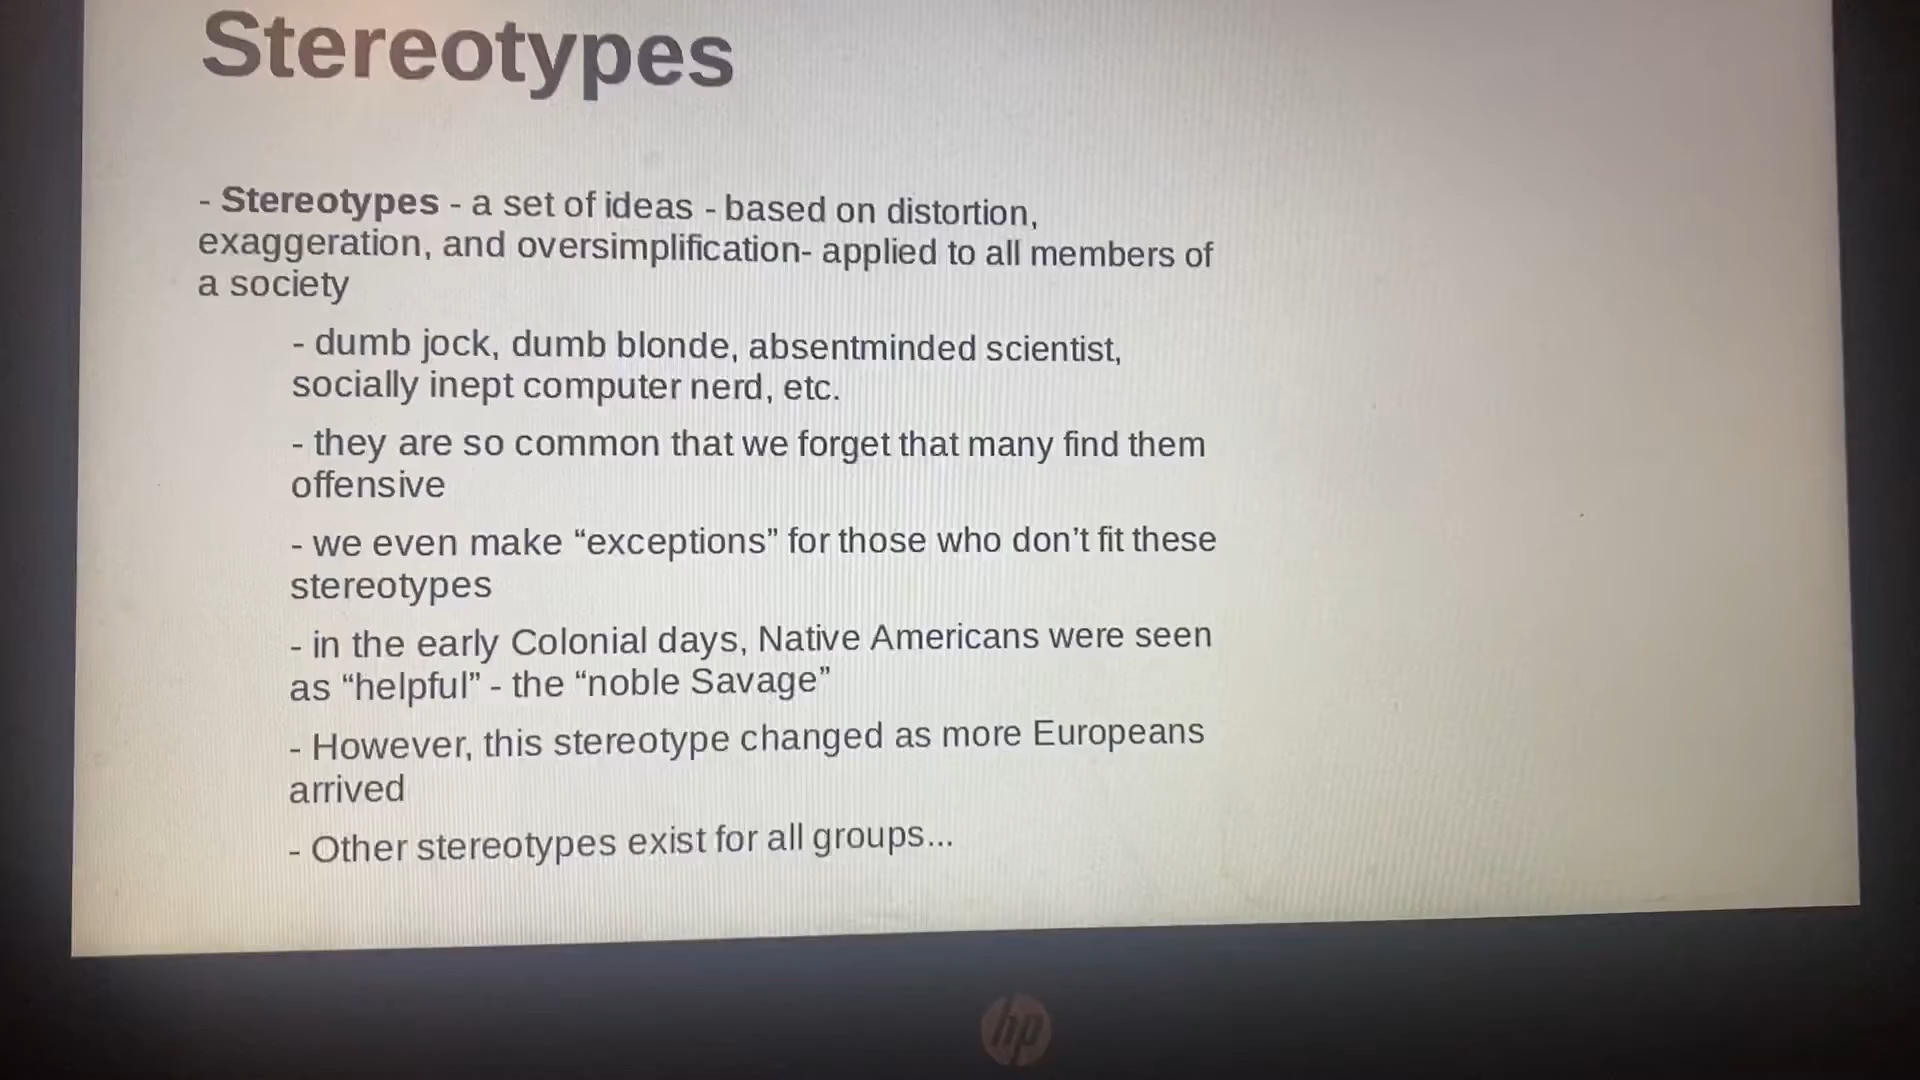 Stereotypes
- Stereotypes - a set of ideas - based on distortion,
exaggeration, and oversimplification- applied to all members of
a society
- dumb jock, dumb blonde, absentminded scientist,
socially inept computer nerd, etc.
- they are so common that we forget that many find them
offensive
- we even make “exceptions” for those who don’t fit these
stereotypes
- in the early Colonial days, Native Americans were seen
as “helpful” - the “noble Savage”
- However, this stereotype changed as more Europeans
arrived
- Other stereotypes exist for all groups...
hp